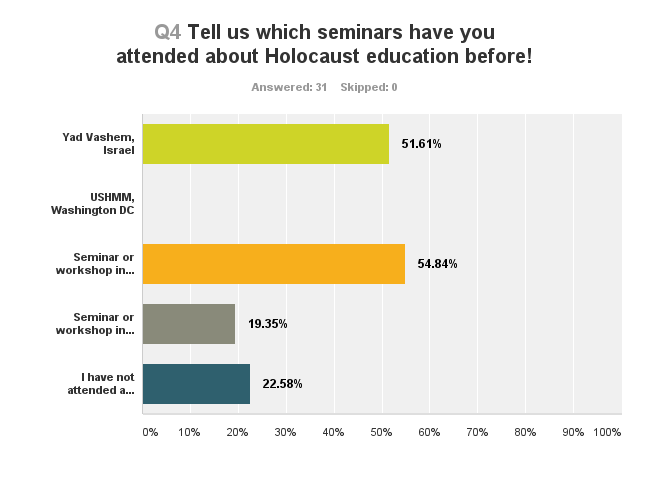 Q4 Tell us which seminars have you
attended about Holocaust education before!
Answered: 31 Skipped: 0
Yad Vashem,
Israel
51.61%
USHMM,
Washington DC
Seminar or
workshop in...
54.84%
Seminar or
workshop in...
19.35%
I have not
attended a...
22.58%
0% 10% 20% 30% 40% 50% 60% 70% 80% 90% 100%